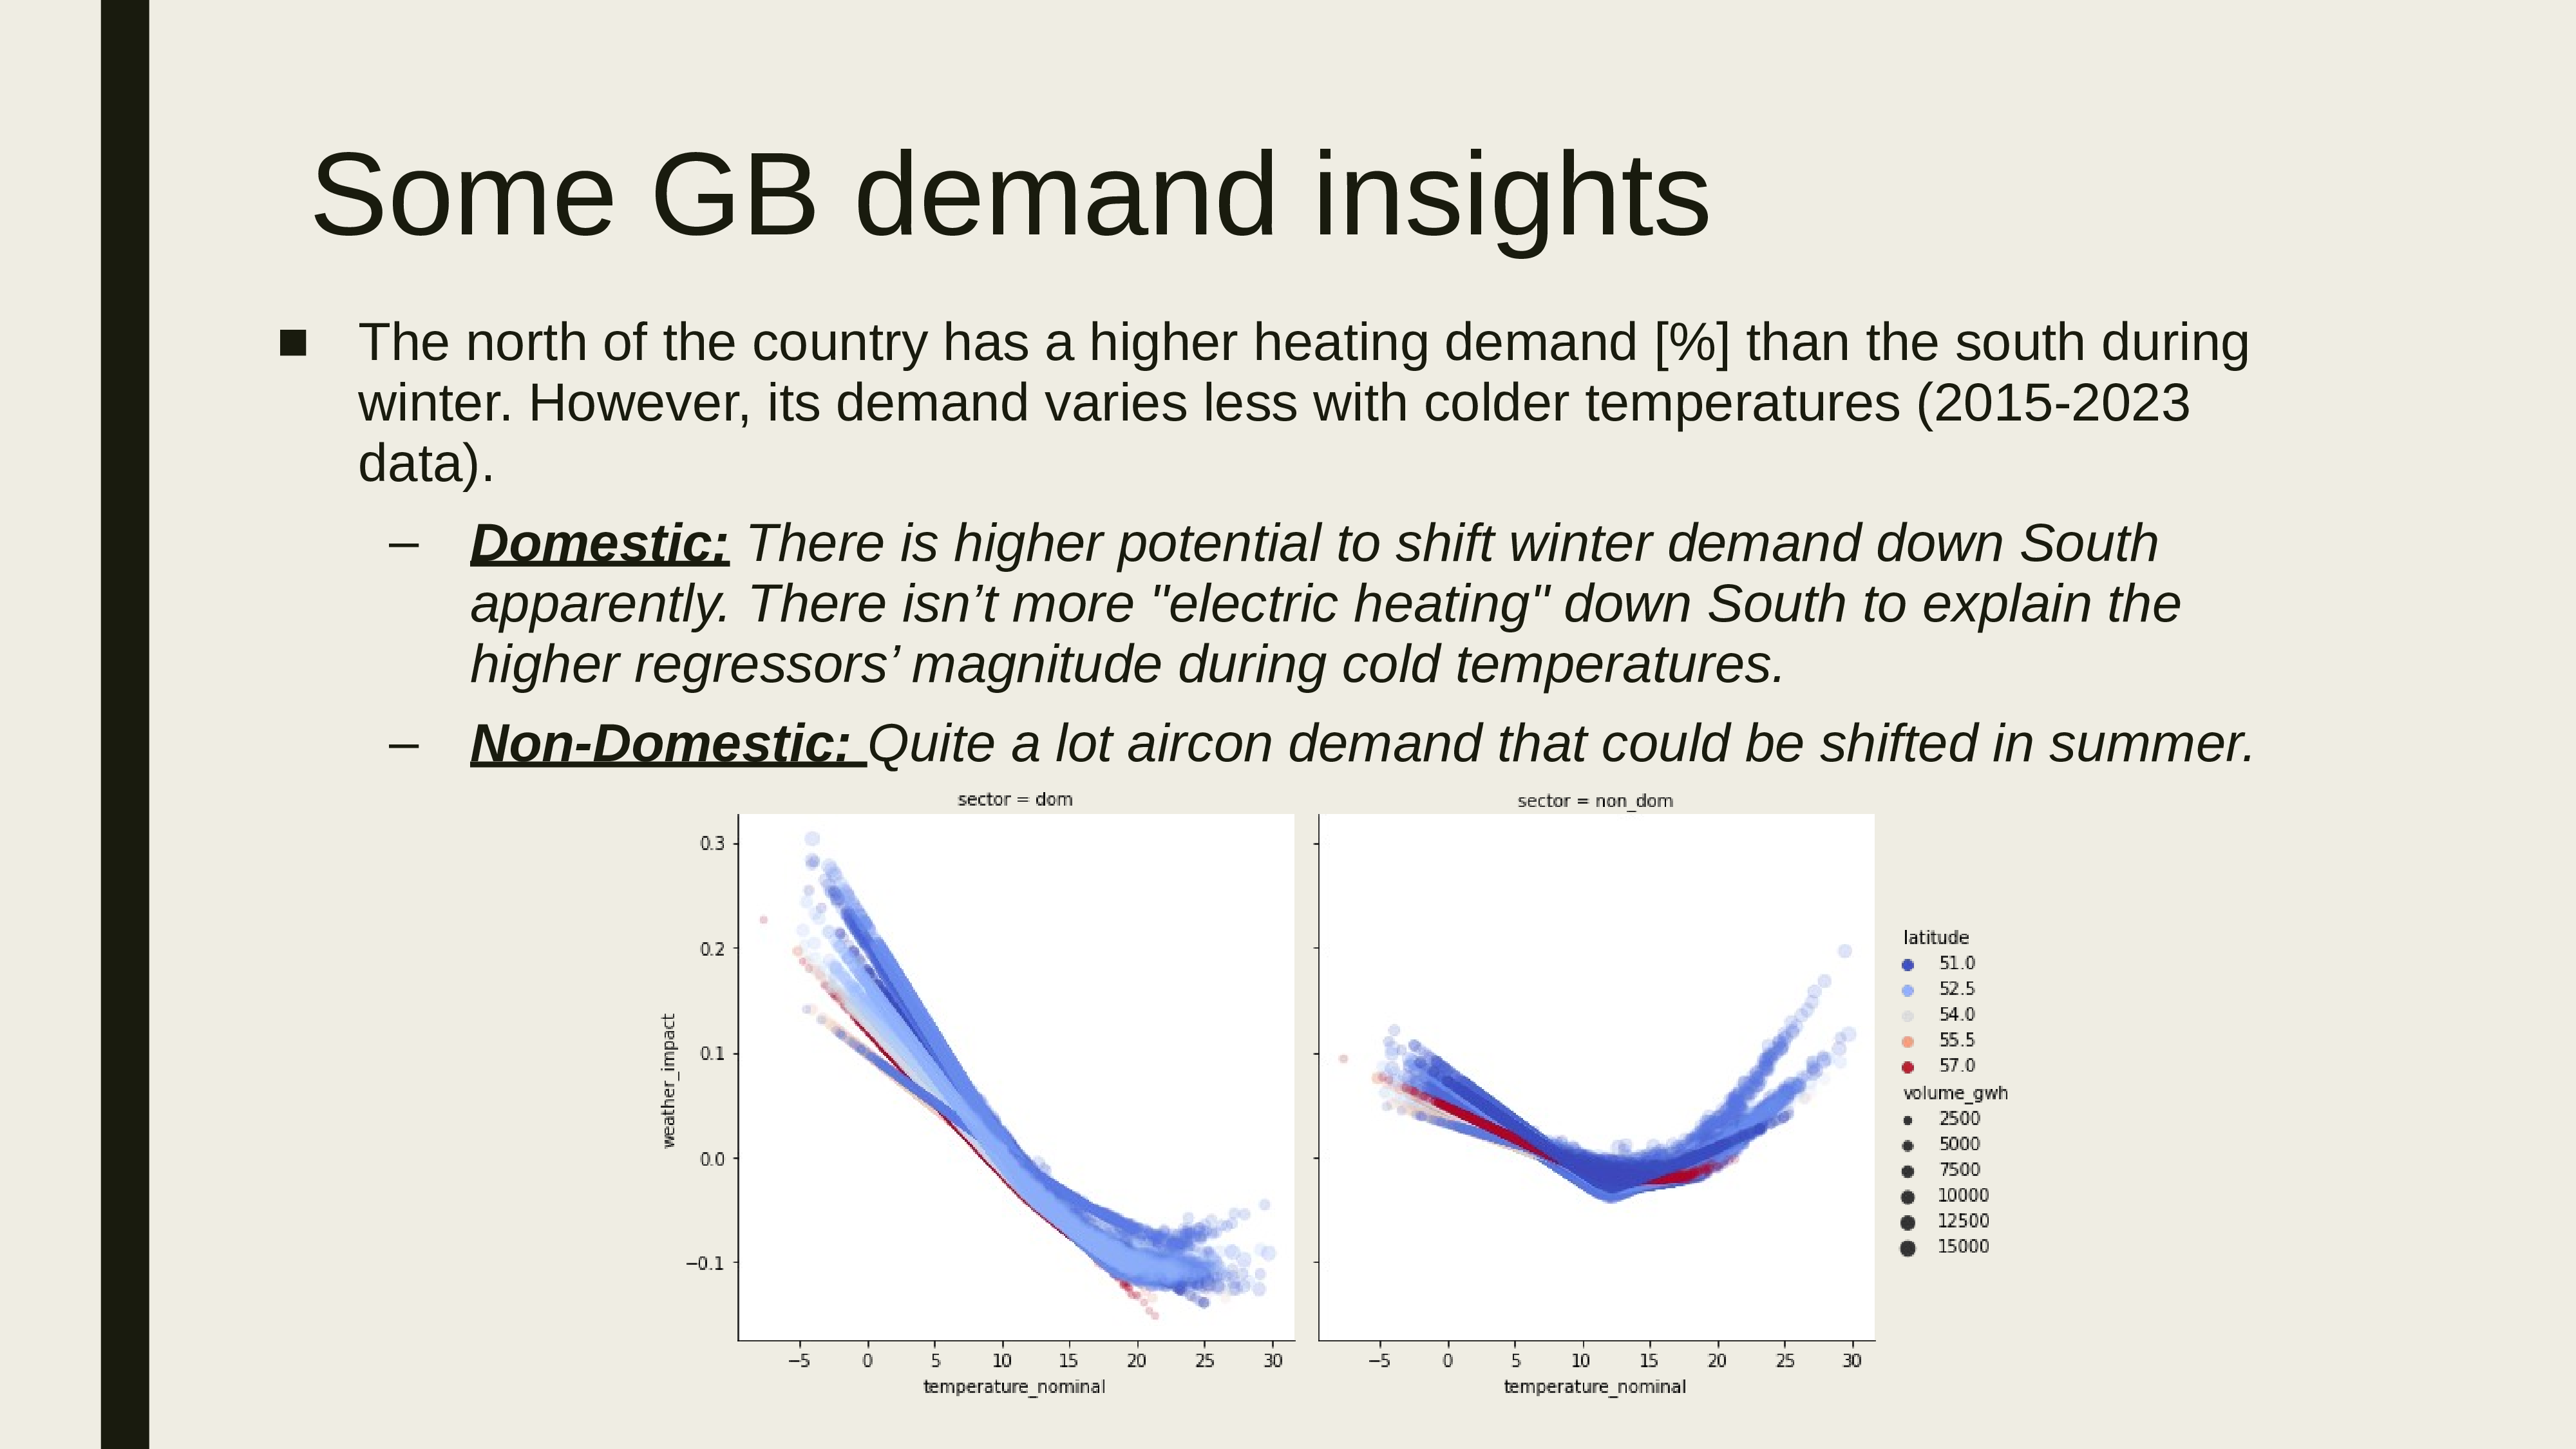 Some GB demand insights
■ The north of the country has a higher heating demand [%] than the south during
winter. However, its demand varies less with colder temperatures (2015-2023
data).
– Domestic: There is higher potential to shift winter demand down South
apparently. There isn’t more "electric heating" down South to explain the
higher regressors’ magnitude during cold temperatures.
– Non-Domestic: Quite a lot aircon demand that could be shifted in summer.
sector = dom
0.3
0.2
0.1
0.0
−0.1
weather_impact
−5 0 5 10 15 20 25 30
temperature_nominal
sector = non_dom
−5 0 5 10 15 20 25 30
temperature_nominal
latitude
51.0
52.5
54.0
55.5
57.0
volume_gwh
2500
5000
7500
10000
12500
15000